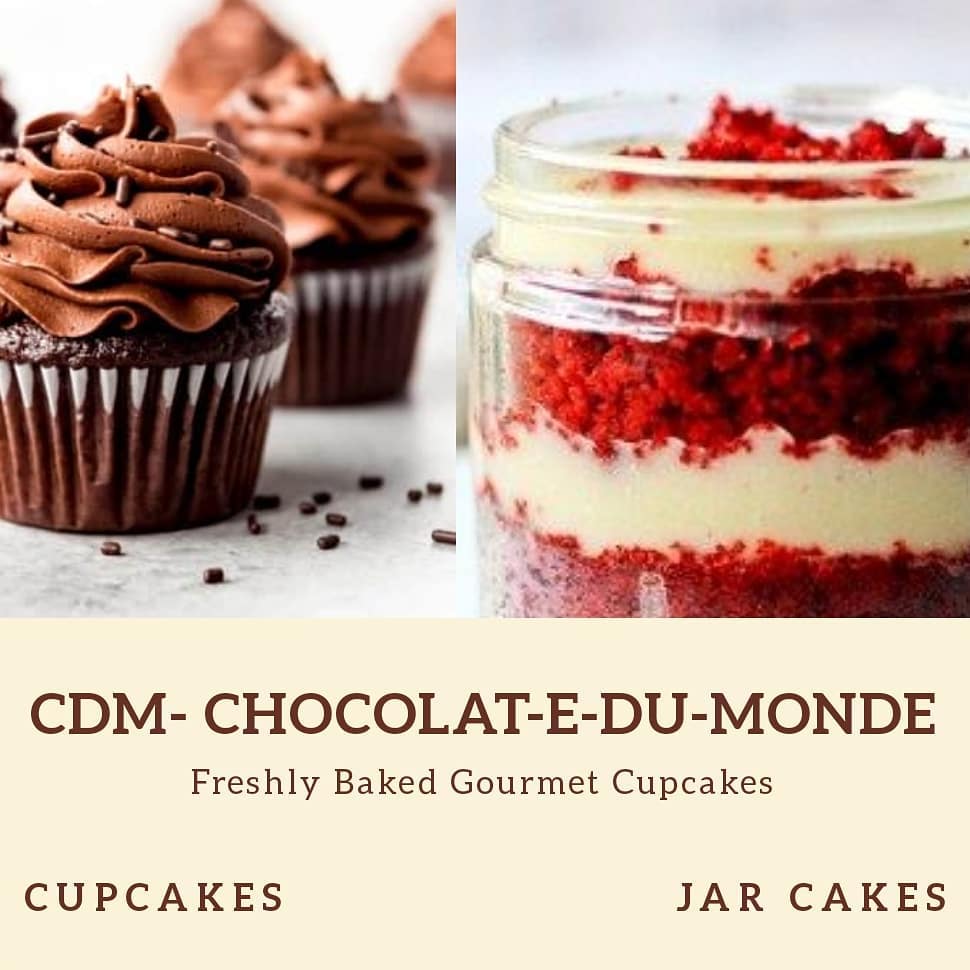 CDM- CHOCOLAT-E-DU-MONDE
Freshly Baked Gourmet Cupcakes
CUPCAKES
JAR CAKES